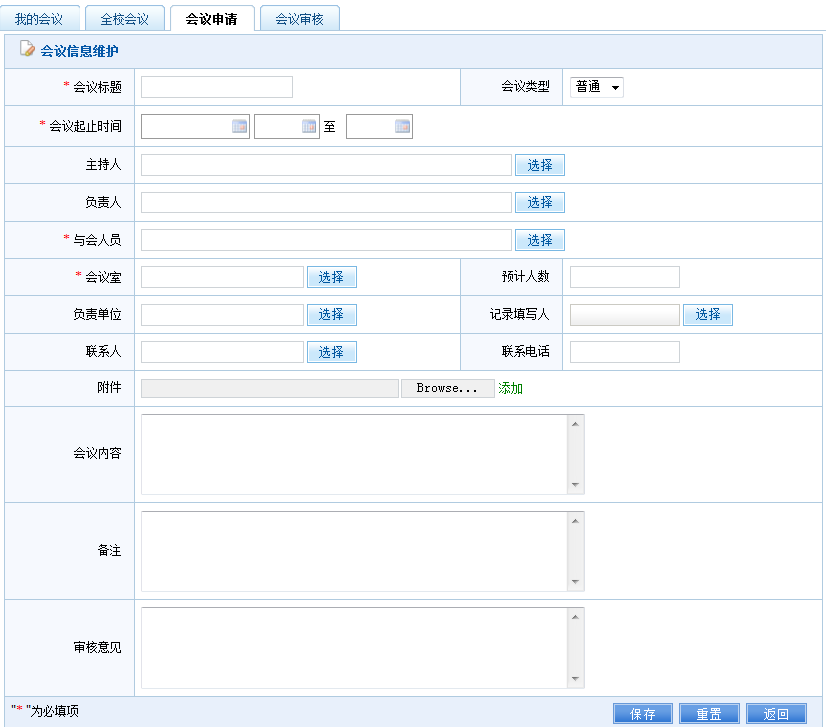 我的会议 全校会议 会议申请 会议审核
会议信息维护
* 会议标题 会议类型 普通
* 会议起止时间 至
主持人 选择
负责人 选择
* 与会人员 选择
* 会议室 选择 预计人数
负责单位 选择 记录填写人 选择
联系人 选择 联系电话
附件 Browse... 添加
会议内容
备注
审核意见
"* "为必填项 保存 重置 返回